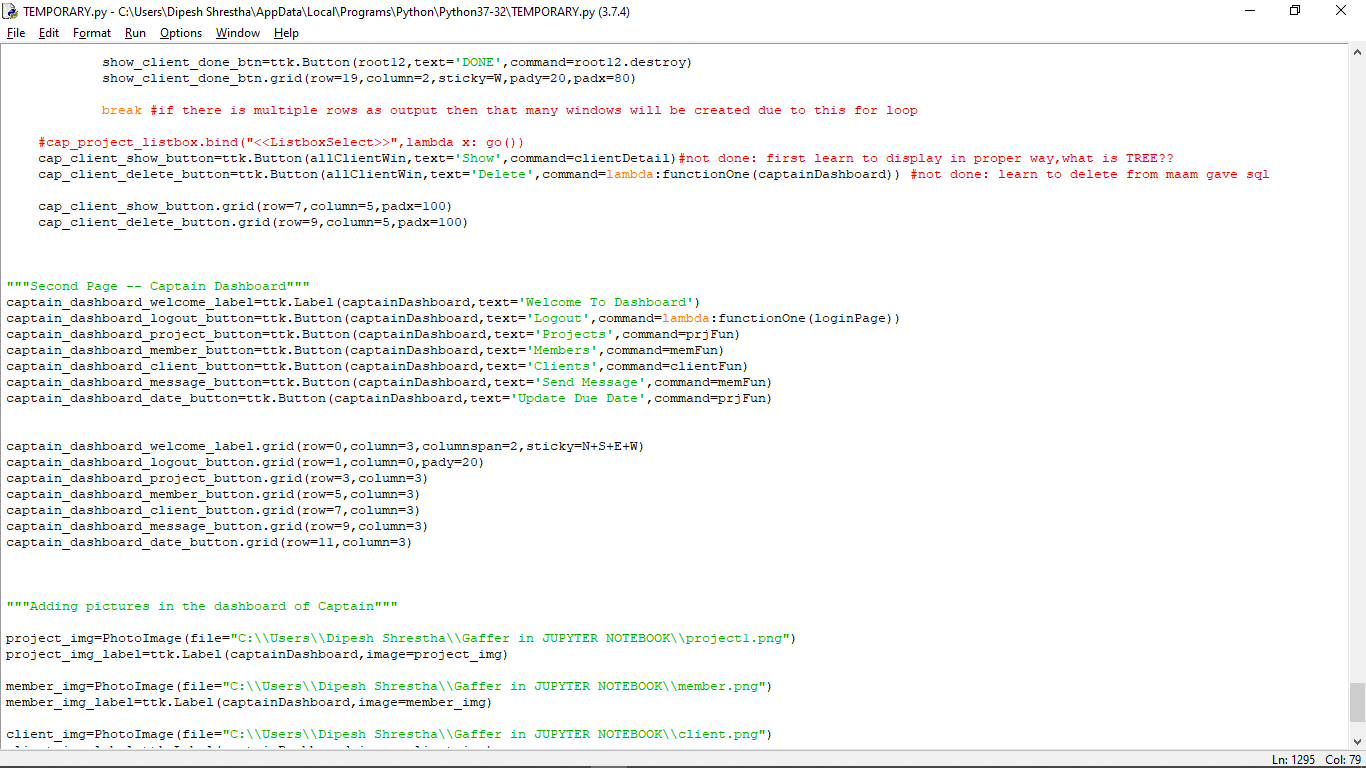 TEMPORARY.py - C:\Users\Dipesh Shrestha\AppData\Local\Programs\Python\Python37-32\TEMPORARY.py (3.7.4)
File Edit Format Run Options Window Help
show_client_done_btn=ttk.Button(root12,text='DONE',command=root12.destroy)
show_client_done_btn.grid(row=19,column=2,sticky=W,pady=20,padx=80)
break #if there is multiple rows as output then that many windows will be created due to this for loop
#cap_project_listbox.bind("<<ListboxSelect>>",lambda x: go())
cap_client_show_button=ttk.Button(allClientWin,text='Show',command=clientDetail)#not done: first learn to display in proper way,what is TREE??
cap_client_delete_button=ttk.Button(allClientWin,text='Delete',command=lambda:functionOne(captainDashboard)) #not done: learn to delete from maam gave sql
cap_client_show_button.grid(row=7,column=5,padx=100)
cap_client_delete_button.grid(row=9,column=5,padx=100)
"""Second Page -- Captain Dashboard"""
captain_dashboard_welcome_label=ttk.Label(captainDashboard,text='Welcome To Dashboard')
captain_dashboard_logout_button=ttk.Button(captainDashboard,text='Logout',command=lambda:functionOne(loginPage))
captain_dashboard_project_button=ttk.Button(captainDashboard,text='Projects',command=prjFun)
captain_dashboard_member_button=ttk.Button(captainDashboard,text='Members',command=memFun)
captain_dashboard_client_button=ttk.Button(captainDashboard,text='Clients',command=clientFun)
captain_dashboard_message_button=ttk.Button(captainDashboard,text='Send Message',command=memFun)
captain_dashboard_date_button=ttk.Button(captainDashboard,text='Update Due Date',command=prjFun)
captain_dashboard_welcome_label.grid(row=0,column=3,columnspan=2,sticky=N+S+E+W)
captain_dashboard_logout_button.grid(row=1,column=0,pady=20)
captain_dashboard_project_button.grid(row=3,column=3)
captain_dashboard_member_button.grid(row=5,column=3)
captain_dashboard_client_button.grid(row=7,column=3)
captain_dashboard_message_button.grid(row=9,column=3)
captain_dashboard_date_button.grid(row=11,column=3)
"""Adding pictures in the dashboard of Captain"""
project_img=PhotoImage(file="C:\\Users\\Dipesh Shrestha\\Gaffer in JUPYTER NOTEBOOK\\project1.png")
project_img_label=ttk.Label(captainDashboard,image=project_img)
member_img=PhotoImage(file="C:\\Users\\Dipesh Shrestha\\Gaffer in JUPYTER NOTEBOOK\\member.png")
member_img_label=ttk.Label(captainDashboard,image=member_img)
client_img=PhotoImage(file="C:\\Users\\Dipesh Shrestha\\Gaffer in JUPYTER NOTEBOOK\\client.png")
Ln: 1295 Col: 79